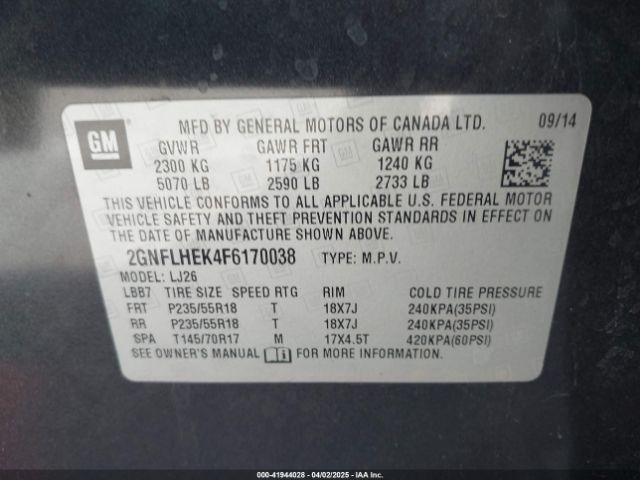 GM
MFD BY GENERAL MOTORS OF CANADA LTD. 09/14
GVWR GAWR FRT GAWR RR
2300 KG 1175 KG 1240 KG
5070 LB 2590 LB 2733 LB
THIS VEHICLE CONFORMS TO ALL APPLICABLE U.S. FEDERAL MOTOR
VEHICLE SAFETY AND THEFT PREVENTION STANDARDS IN EFFECT ON
THE DATE OF MANUFACTURE SHOWN ABOVE.
2GNFLHEK4F6170038 TYPE: M.P.V.
MODEL: LJ26
LBB7 TIRE SIZE SPEED RTG RIM COLD TIRE PRESSURE
FRT P235/55R18 T 18X7J 240KPA(35PSI)
RR P235/55R18 T 18X7J 240KPA(35PSI)
SPA T145/70R17 M 17X4.5T 420KPA(60PSI)
SEE OWNER'S MANUAL FOR MORE INFORMATION.
000-41944028 - 04/02/2025 - IAA Inc.